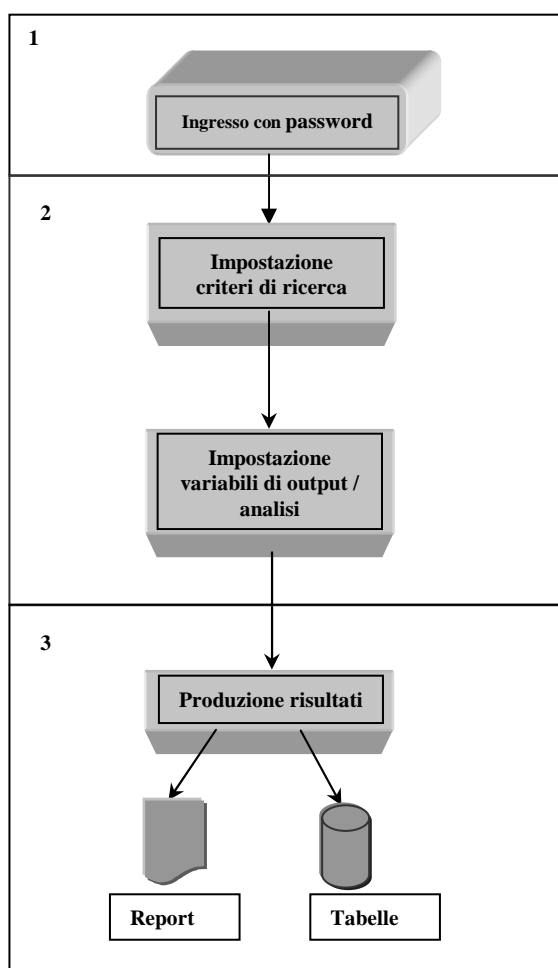 1
Ingresso con password
2
Impostazione
criteri di ricerca
Impostazione
variabili di output /
analisi
3
Produzione risultati
Report
Tabelle